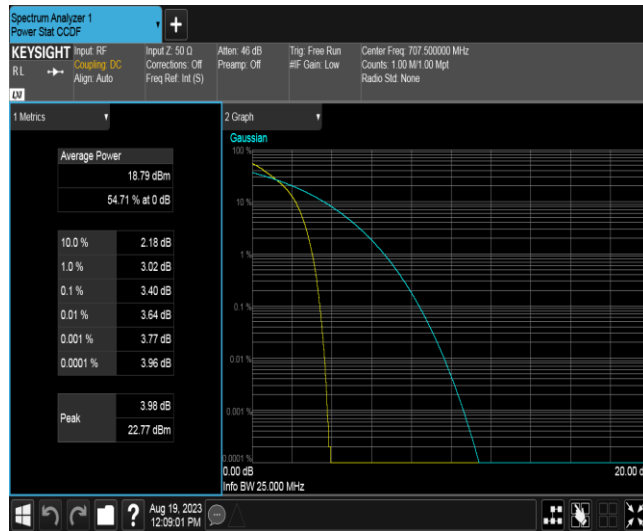 Spectrum Analyzer 1
Power Stat CCDF
+
KEYSIGHT
RL
LXI
Input: RF
Coupling: DC
Align: Auto
Input Z: 50 Ω
Corrections: Off
Freq Ref: Int (S)
Atten: 46 dB
Preamp: Off
Trig: Free Run
#IF Gain: Low
Center Freq: 707.500000 MHz
Counts: 1.00 M/1.00 Mpt
Radio Std: None
1 Metrics
Average Power
18.79 dBm
54.71 % at 0 dB
10.0 % 2.18 dB
1.0 % 3.02 dB
0.1 % 3.40 dB
0.01 % 3.64 dB
0.001 % 3.77 dB
0.0001 % 3.96 dB
Peak 3.98 dB
22.77 dBm
2 Graph
Gaussian
100 %
10 %
1 %
0.1 %
0.01 %
0.001 %
0.0001 %
0.00 dB 20.00 d
Info BW 25.000 MHz
? Aug 19, 2023
12:09:01 PM